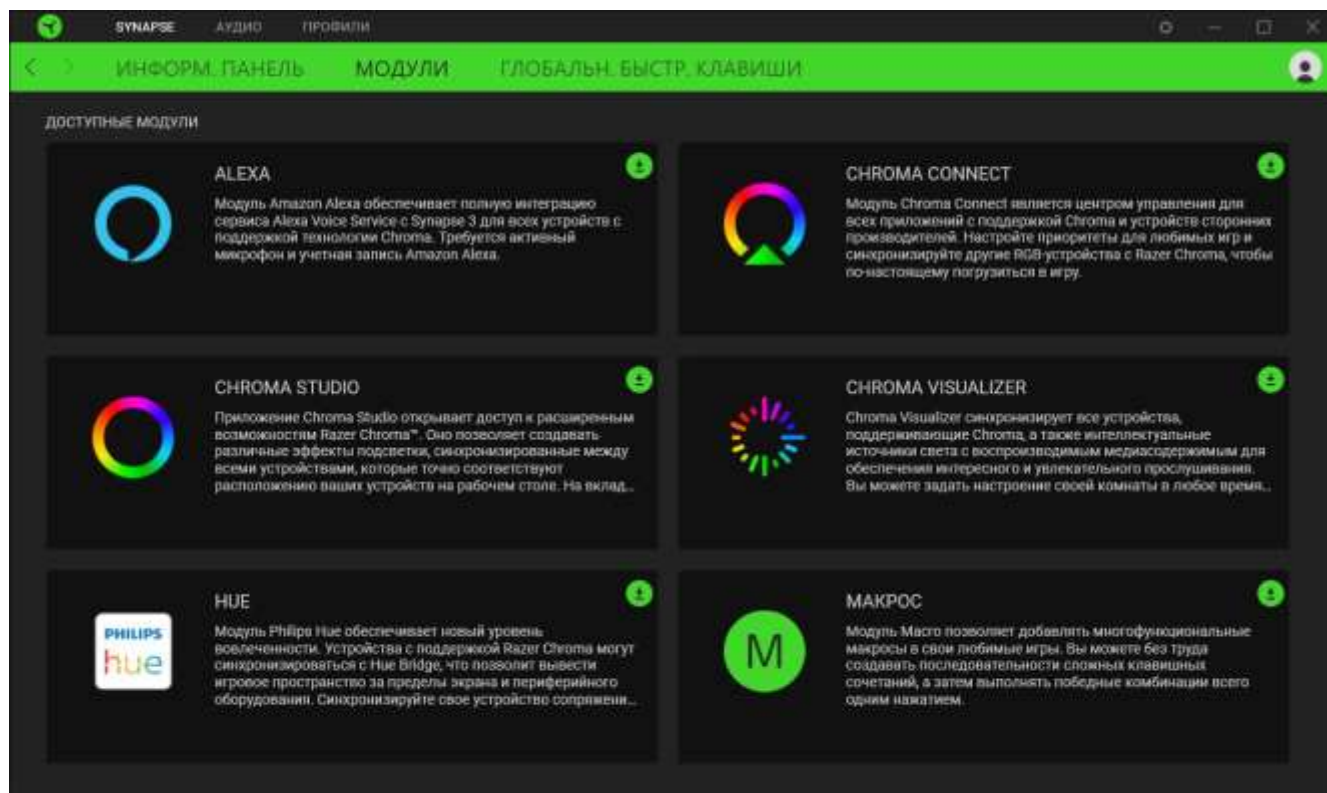 SYNAPSE АУДИО ПРОФИЛИ
ИНФОРМ. ПАНЕЛЬ МОДУЛИ ГЛОБАЛЬН. БЫСТР. КЛАВИШИ
ДОСТУПНЫЕ МОДУЛИ
ALEXA
Модуль Amazon Alexa обеспечивает полную интеграцию
сервиса Alexa Voice Service с Synapse 3 для всех устройств с
поддержкой технологии Chroma. Требуется активный
микрофон и учетная запись Amazon Alexa.
CHROMA CONNECT
Модуль Chroma Connect является центром управления для
всех приложений с поддержкой Chroma и устройств сторонних
производителей. Настройте приоритеты для любимых игр и
синхронизируйте другие RGB-устройства с Razer Chroma, чтобы
по-настоящему погрузиться в игру.
CHROMA STUDIO
Приложение Chroma Studio открывает доступ к расширенным
возможностям Razer Chroma™. Оно позволяет создавать
различные эффекты подсветки, синхронизированные между
всеми устройствами, которые точно соответствуют
расположению ваших устройств на рабочем столе. На вклад...
CHROMA VISUALIZER
Chroma Visualizer синхронизирует все устройства,
поддерживающие Chroma, а также интеллектуальные
источники света с воспроизводимым медиасодержимым для
обеспечения интересного и увлекательного прослушивания.
Вы можете задать настроение своей комнаты в любое время...
PHILIPS
hue
HUE
Модуль Philips Hue обеспечивает новый уровень
вовлеченности. Устройства с поддержкой Razer Chroma могут
синхронизироваться с Hue Bridge, что позволит вывести
игровое пространство за пределы экрана и периферийного
оборудования. Синхронизируйте свое устройство сопряжени...
M
МАКРОС
Модуль Macro позволяет добавлять многофункциональные
макросы в свои любимые игры. Вы можете без труда
создавать последовательности сложных клавишных
сочетаний, а затем выполнять победные комбинации всего
одним нажатием.